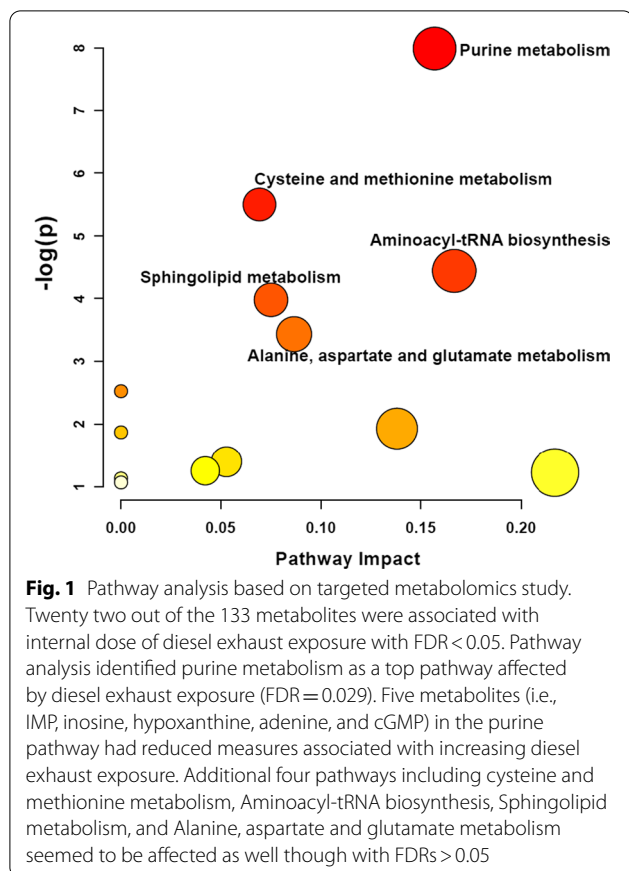 8
Purine metabolism
7
6
Cysteine and methionine metabolism
5
Aminoacyl-tRNA biosynthesis
-log(p)
Sphingolipid metabolism
4
Alanine, aspartate and glutamate metabolism
3
2
1
0.00 0.05 0.10 0.15 0.20
Pathway Impact
Fig. 1 Pathway analysis based on targeted metabolomics study.
Twenty two out of the 133 metabolites were associated with
internal dose of diesel exhaust exposure with FDR < 0.05. Pathway
analysis identified purine metabolism as a top pathway affected
by diesel exhaust exposure (FDR = 0.029). Five metabolites (i.e.,
IMP, inosine, hypoxanthine, adenine, and cGMP) in the purine
pathway had reduced measures associated with increasing diesel
exhaust exposure. Additional four pathways including cysteine and
methionine metabolism, Aminoacyl-tRNA biosynthesis, Sphingolipid
metabolism, and Alanine, aspartate and glutamate metabolism
seemed to be affected as well though with FDRs > 0.05